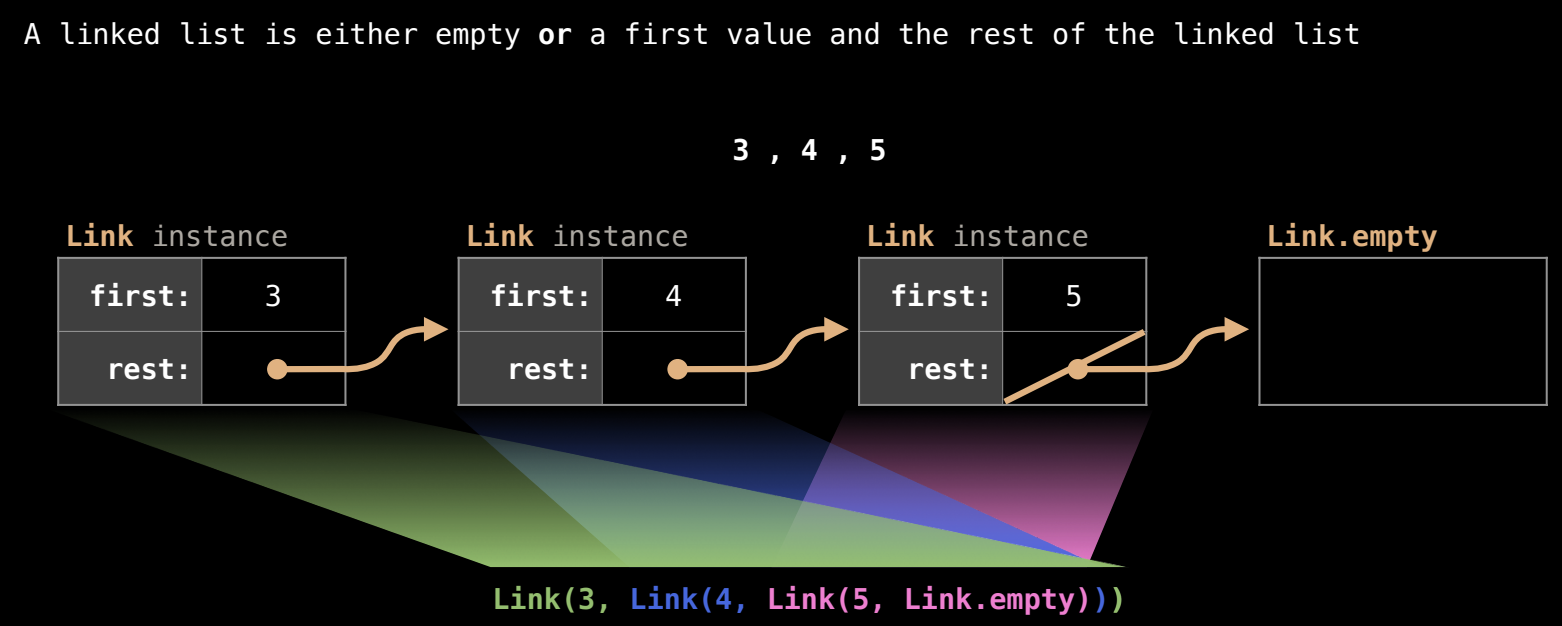 A linked list is either empty or a first value and the rest of the linked list
3 , 4 , 5
Link instance Link instance Link instance Link.empty
first: 3 first: 4 first: 5
rest: rest: rest:
Link(3, Link(4, Link(5, Link.empty)))